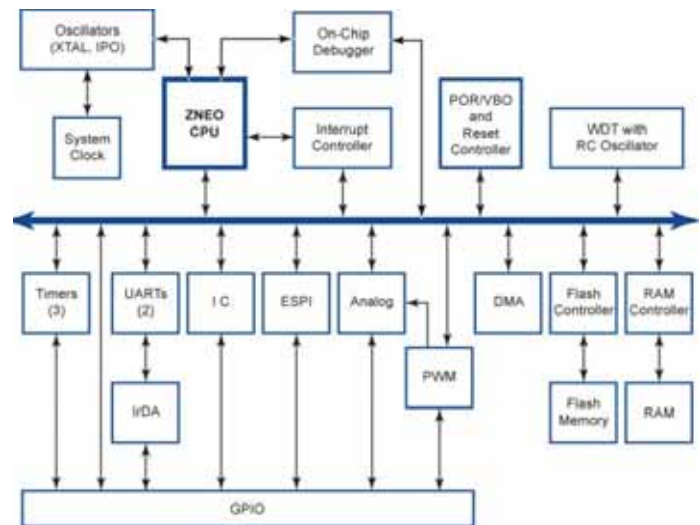 Oscillators
(XTAL, IPO)
On-Chip
Debugger
ZNEO
CPU
POR/VBO
and
Reset
Controller
System
Clock
Interrupt
Controller
WDT with
RC Oscillator
Timers
(3)
UARTs
(2)
I C
ESPI
Analog
DMA
Flash
Controller
RAM
Controller
PWM
IrDA
Flash
Memory
RAM
GPIO